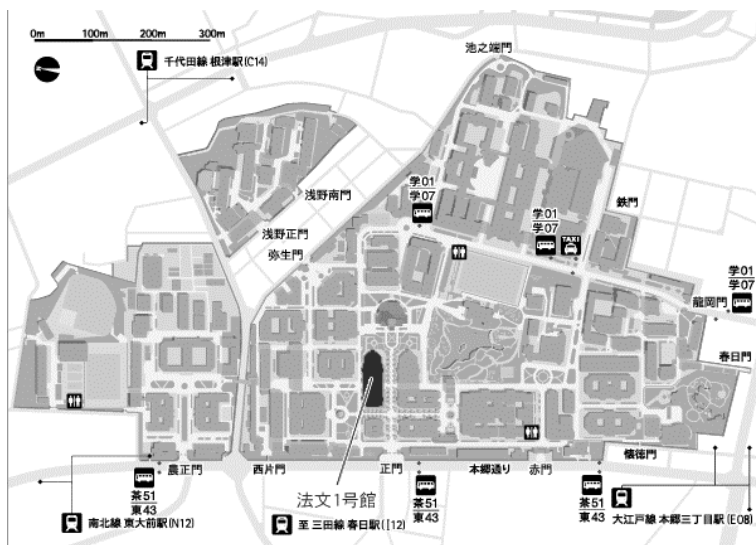 0m 100m 200m 300m
千代田線 根津駅(C14)
池之端門
浅野南門
浅野正門
弥生門
学01
学07
学01
学07
TAXI
鉄門
学01
学07
龍岡門
春日門
法文1号館
農正門
西片門
正門
本郷通り
赤門
懐徳門
茶51
東43
茶51
東43
茶51
東43
南北線 東大前駅(N12)
至 三田線 春日駅(I12)
大江戸線 本郷三丁目駅(E08)